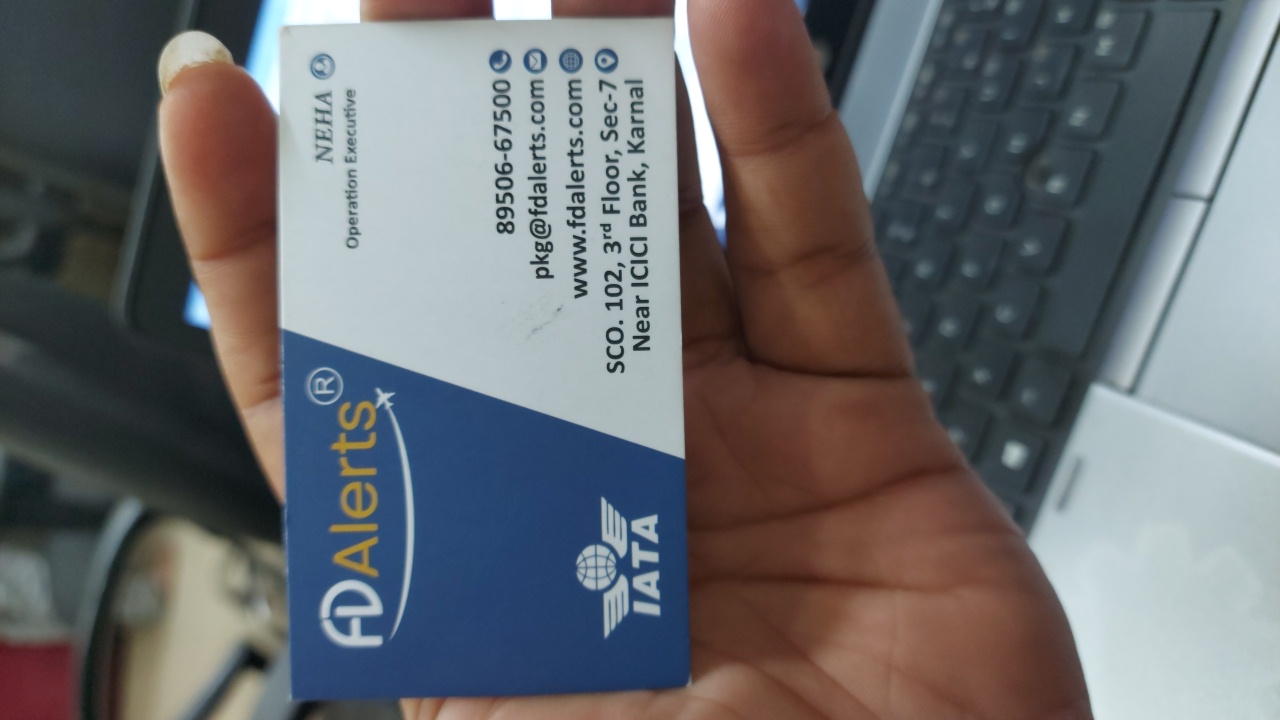 FDAlerts®
IATA
NEHA
Operation Executive
89506-67500
pkg@fdalerts.com
www.fdalerts.com
SCO. 102, 3rd Floor, Sec-7
Near ICICI Bank, Karnal